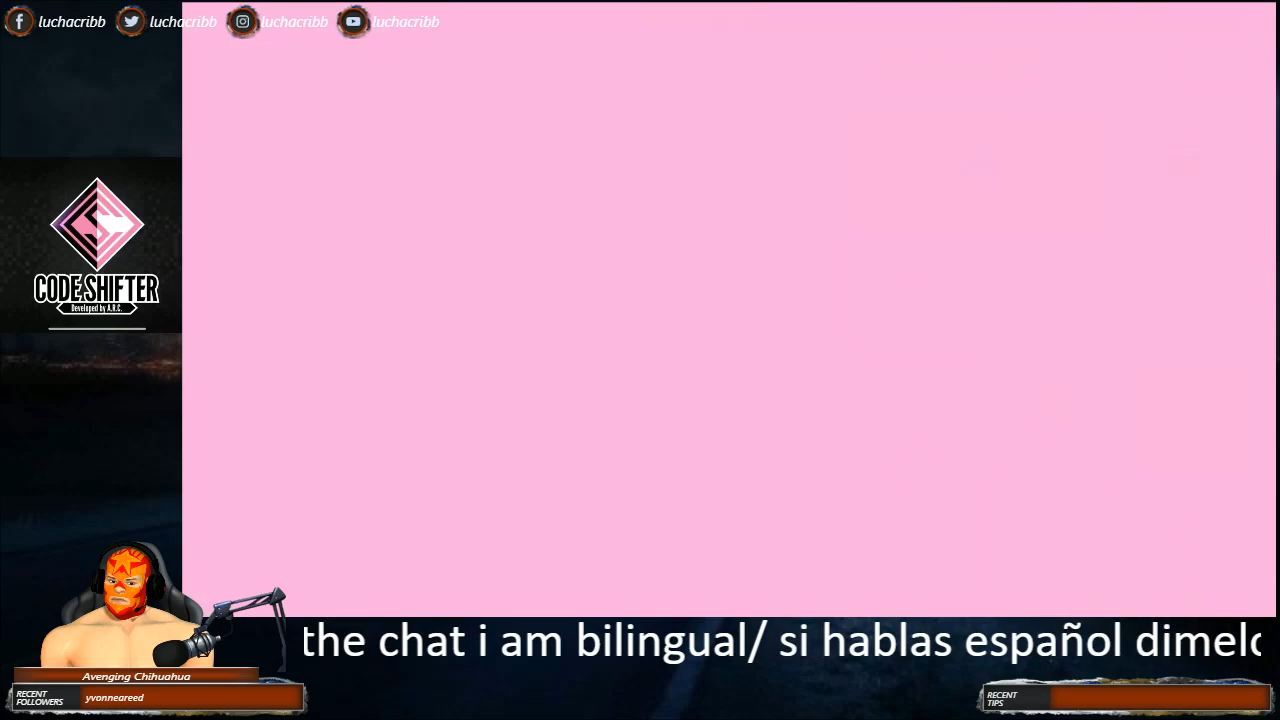 luchacribb luchacribb luchacribb luchacribb
CODE SHIFTER
Developed by A.R.C.
the chat i am bilingual/ si hablas español dimelo
Avenging Chihuahua
RECENT FOLLOWERS yvonneareed
RECENT TIPS